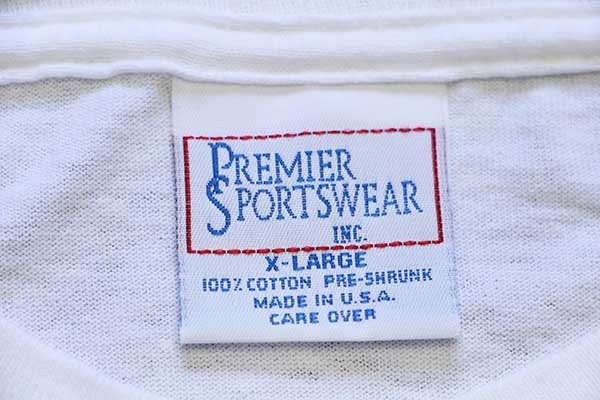 PREMIER
SPORTSWEAR
INC.
X-LARGE
100% COTTON PRE-SHRUNK
MADE IN U.S.A.
CARE OVER